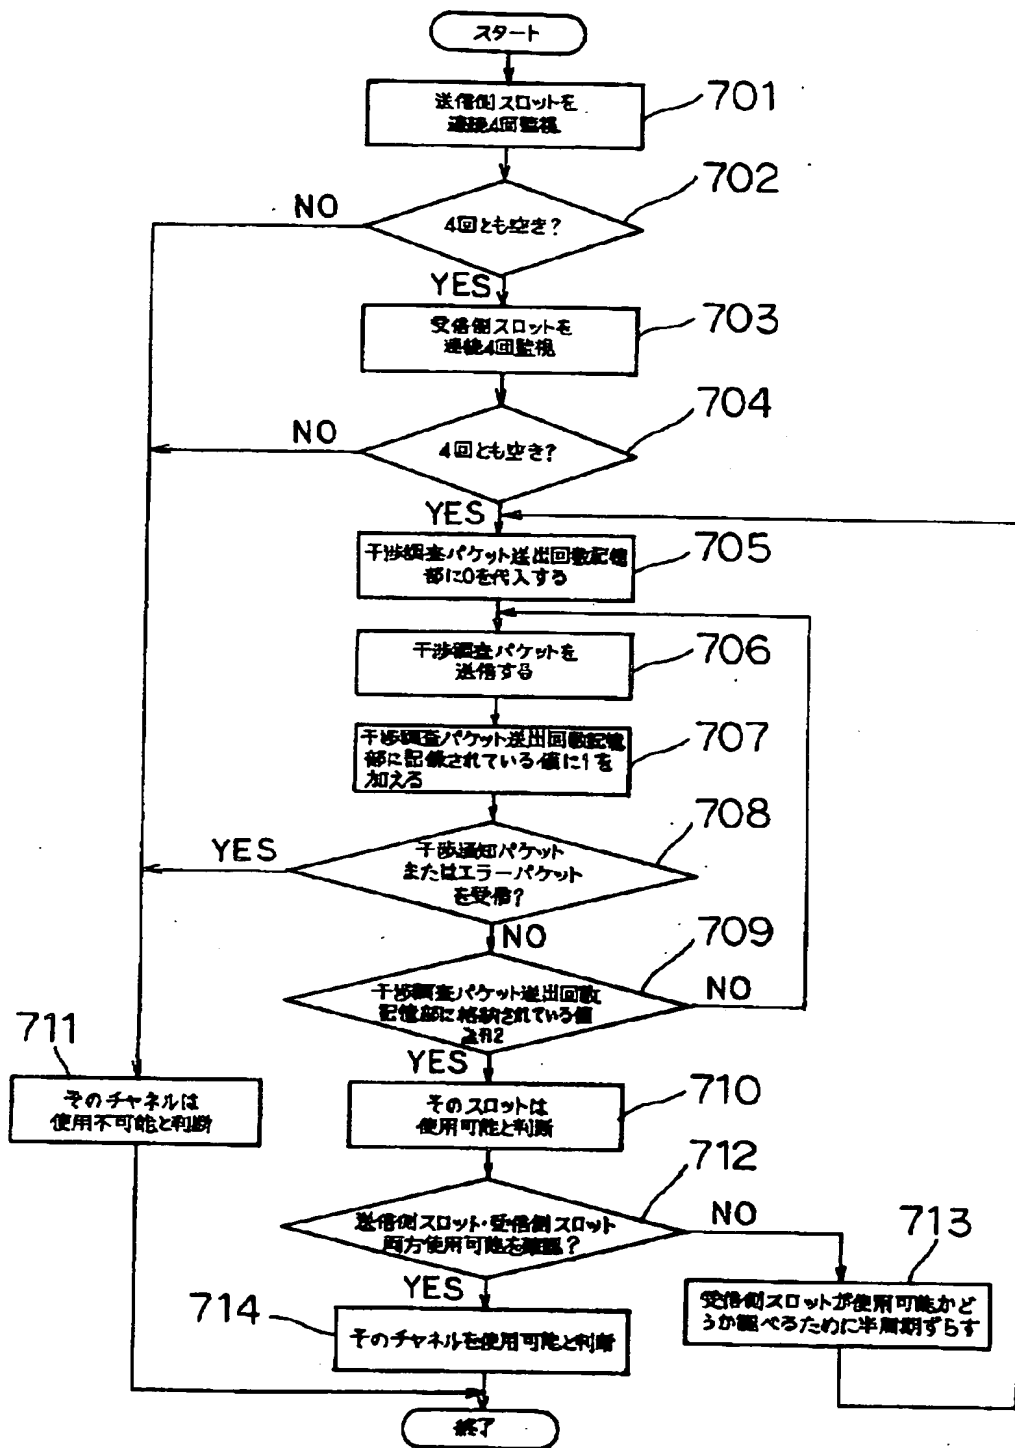 スタート
送信側スロットを
連続4回監視
701
702
NO
4回とも空き?
YES
受信側スロットを
連続4回監視
703
704
NO
4回とも空き?
YES
干渉調査パケット送出回数記憶
部に0を代入する
705
干渉調査パケットを
送信する
706
干渉調査パケット送出回数記憶
部に記録されている値に1を
加える
707
708
YES
干渉通知パケット
またはエラーパケット
を受信?
NO
709
干渉調査パケット送出回数
記憶部に格納されている値
NO
YES
711
そのチャネルは
使用不可能と判断
そのスロットは
使用可能と判断
710
712
送信側スロット・受信側スロット
両方使用可能を確認?
NO
YES
713
受信側スロットが使用可能かど
うか調べるために半周期ずらす
714
そのチャネルを使用可能と判断
終了